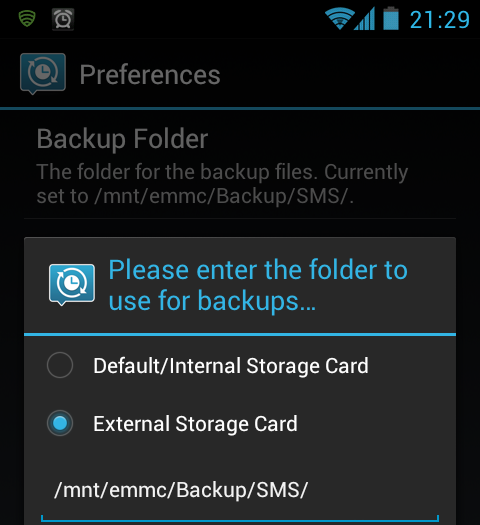 21:29
Preferences
Backup Folder
The folder for the backup files. Currently
set to /mnt/emmc/Backup/SMS/.
Please enter the folder to
use for backups…
Default/Internal Storage Card
External Storage Card
/mnt/emmc/Backup/SMS/